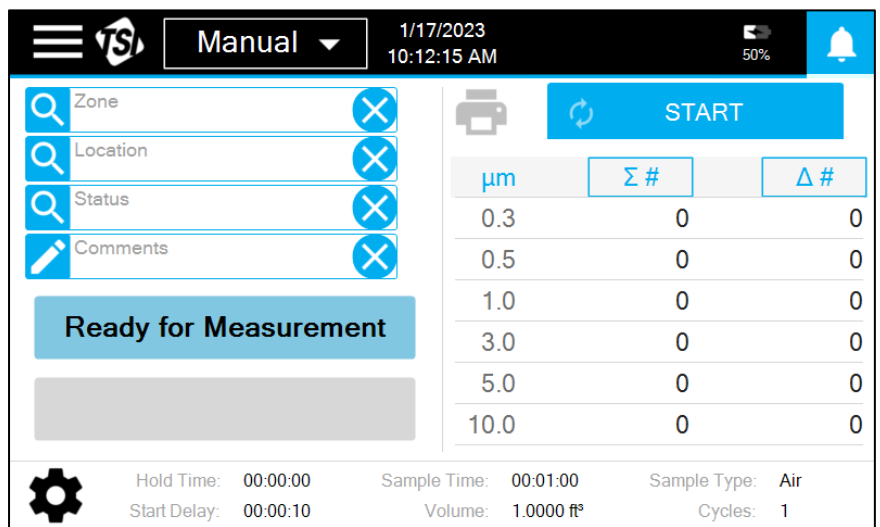 TSI
Manual
1/17/2023
10:12:15 AM
50%
Zone
Location
Status
Comments
Ready for Measurement
START
µm Σ # Δ #
0.3 0 0
0.5 0 0
1.0 0 0
3.0 0 0
5.0 0 0
10.0 0 0
Hold Time: 00:00:00 Sample Time: 00:01:00 Sample Type: Air
Start Delay: 00:00:10 Volume: 1.0000 ft³ Cycles: 1